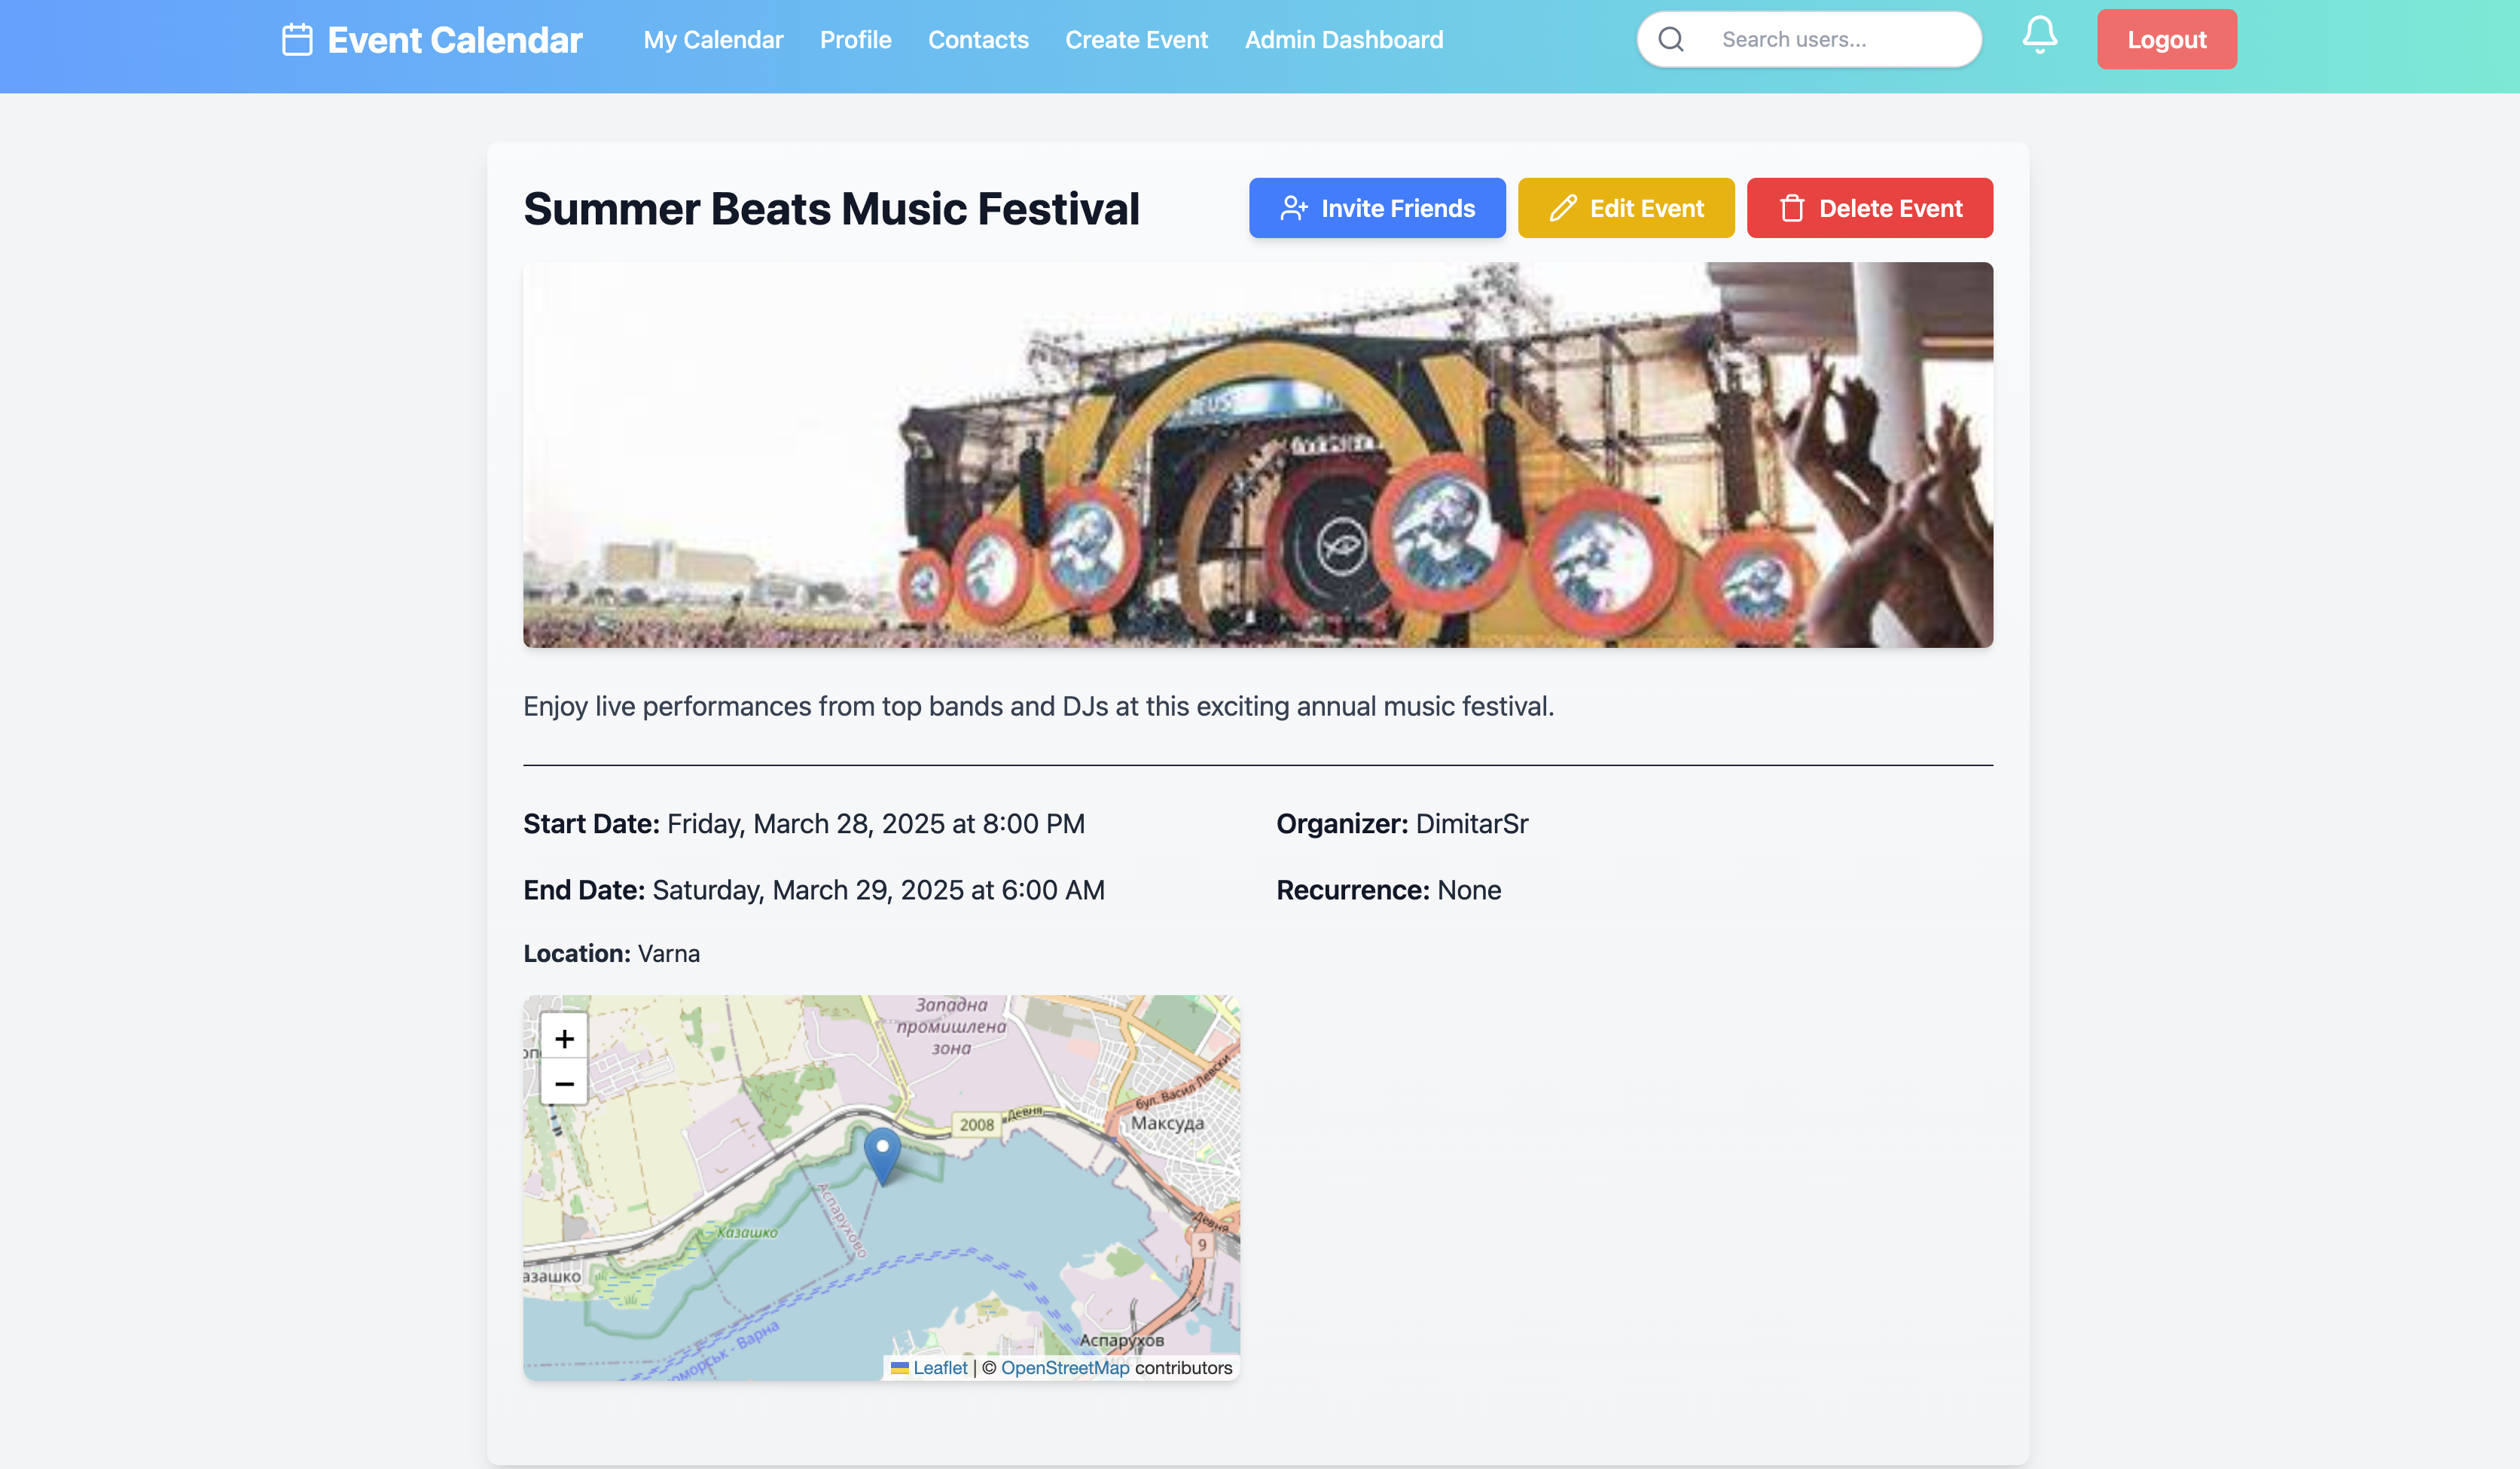 Event Calendar
My Calendar
Profile
Contacts
Create Event
Admin Dashboard
Search users...
Logout
Summer Beats Music Festival
Invite Friends
Edit Event
Delete Event
Enjoy live performances from top bands and DJs at this exciting annual music festival.
Start Date: Friday, March 28, 2025 at 8:00 PM
Organizer: DimitarSr
End Date: Saturday, March 29, 2025 at 6:00 AM
Recurrence: None
Location: Varna
Западна
промишлена
зона
+
−
бул. Васил Левски
Девня
2008
Максуда
Аспарухово
Казашко
Девня
9
азашко
Аспарухов
оморськ - Варна
Leaflet | © OpenStreetMap contributors